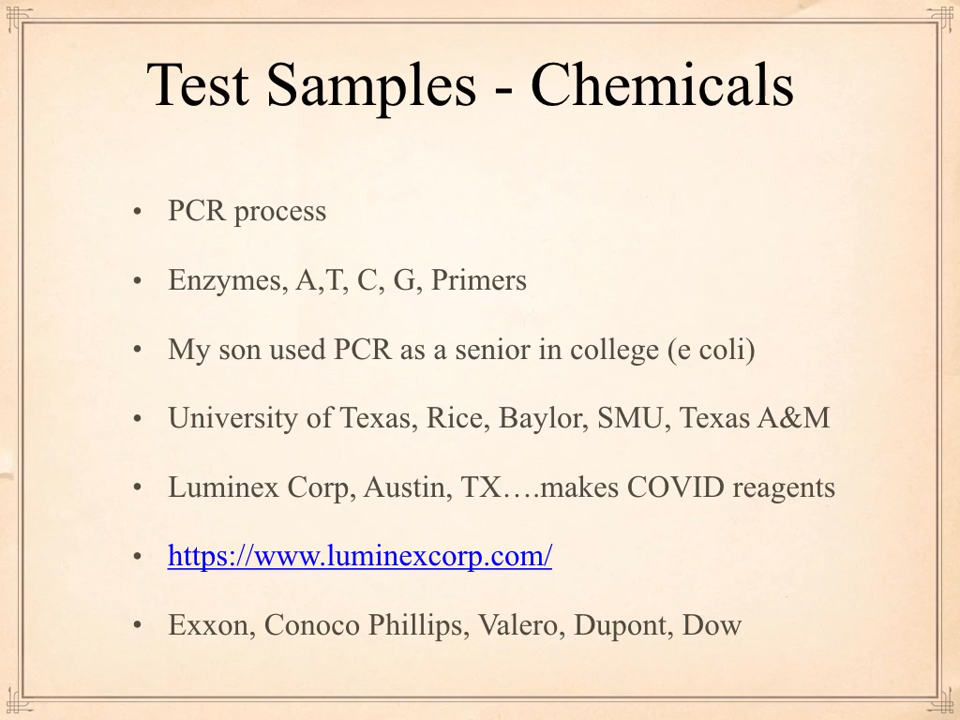 Test Samples - Chemicals
• PCR process
• Enzymes, A,T, C, G, Primers
• My son used PCR as a senior in college (e coli)
• University of Texas, Rice, Baylor, SMU, Texas A&M
• Luminex Corp, Austin, TX….makes COVID reagents
• https://www.luminexcorp.com/
• Exxon, Conoco Phillips, Valero, Dupont, Dow